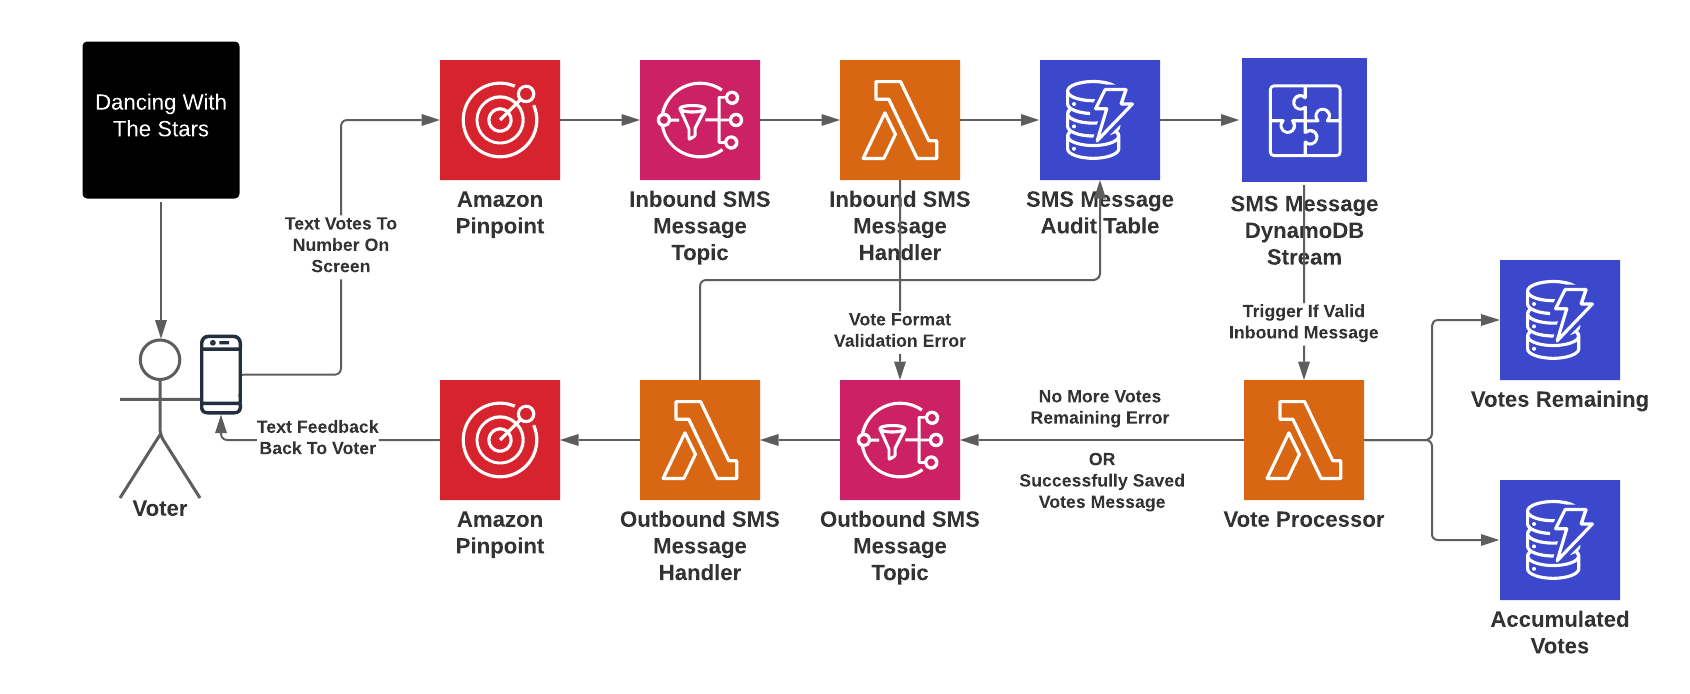 Dancing With
The Stars
Text Votes To
Number On
Screen
Amazon
Pinpoint
Inbound SMS
Message
Topic
Inbound SMS
Message
Handler
SMS Message
Audit Table
SMS Message
DynamoDB
Stream
Vote Format
Validation Error
Trigger If Valid
Inbound Message
Votes Remaining
Text Feedback
Back To Voter
Voter
Amazon
Pinpoint
Outbound SMS
Message
Handler
Outbound SMS
Message
Topic
No More Votes
Remaining Error
OR
Successfully Saved
Votes Message
Vote Processor
Accumulated
Votes